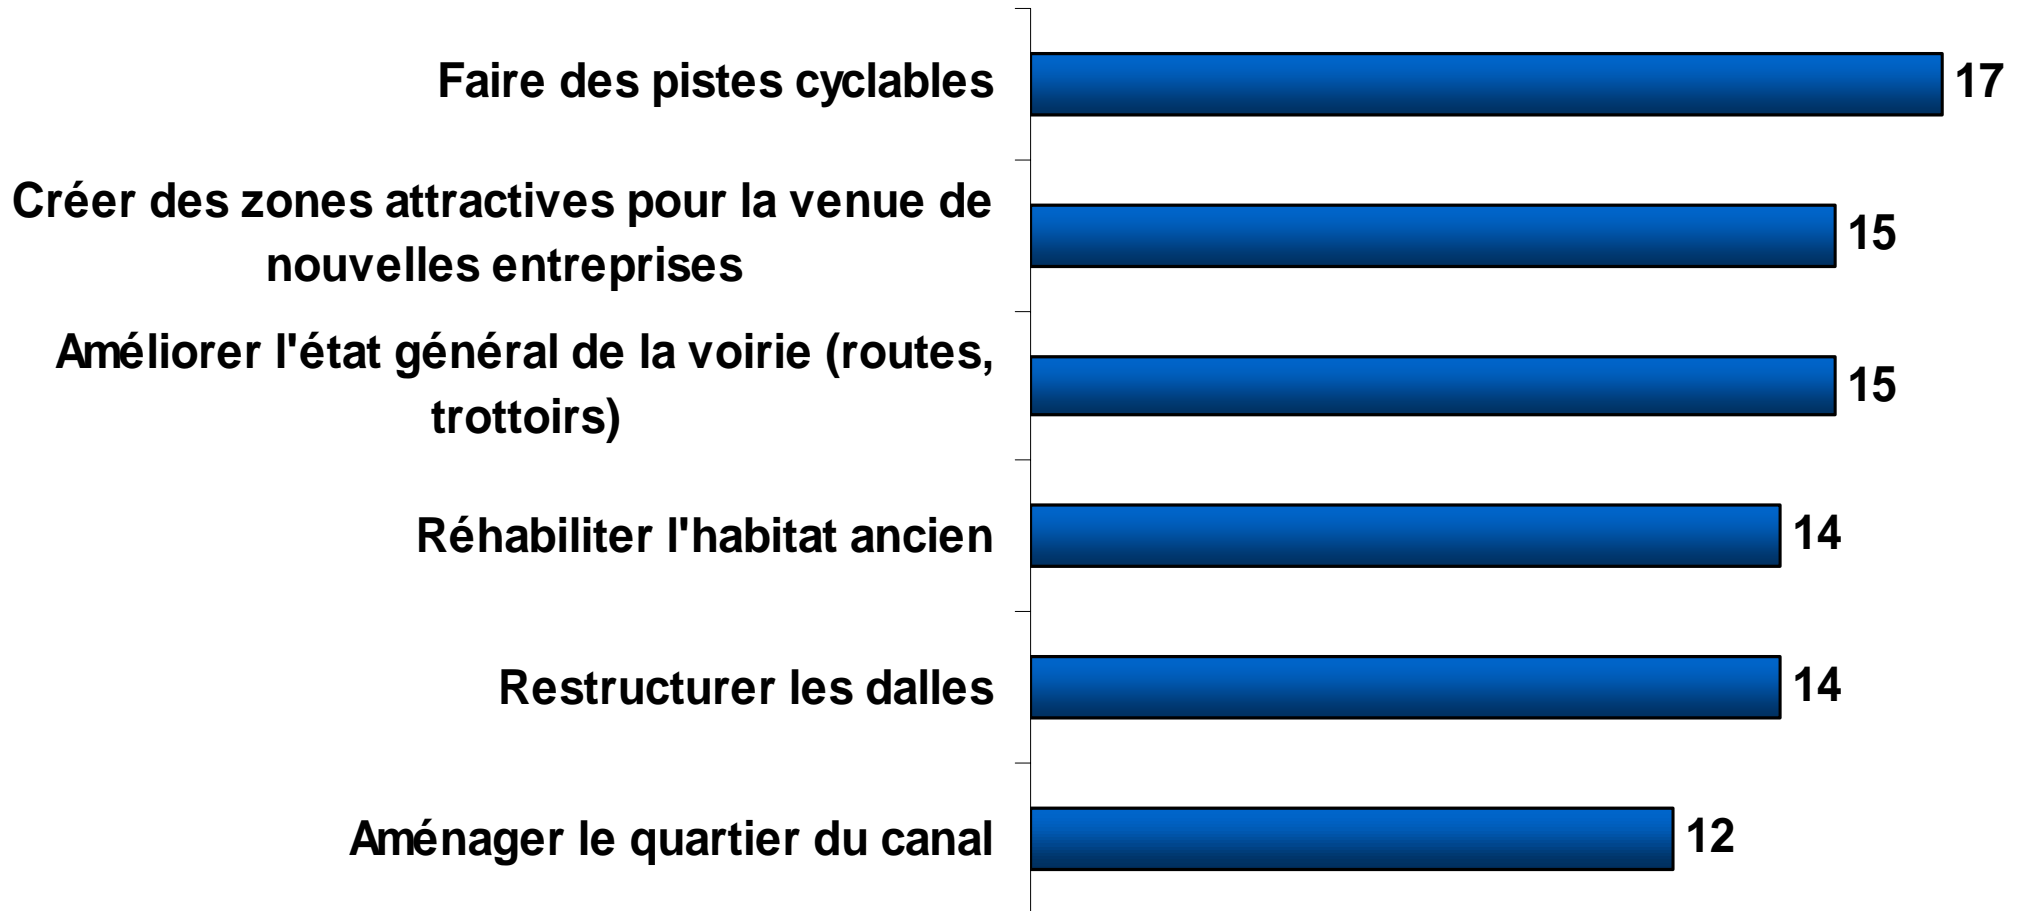 Faire des pistes cyclables
17
Créer des zones attractives pour la venue de
nouvelles entreprises
15
Améliorer l'état général de la voirie (routes,
trottoirs)
15
Réhabiliter l'habitat ancien
14
Restructurer les dalles
14
Aménager le quartier du canal
12